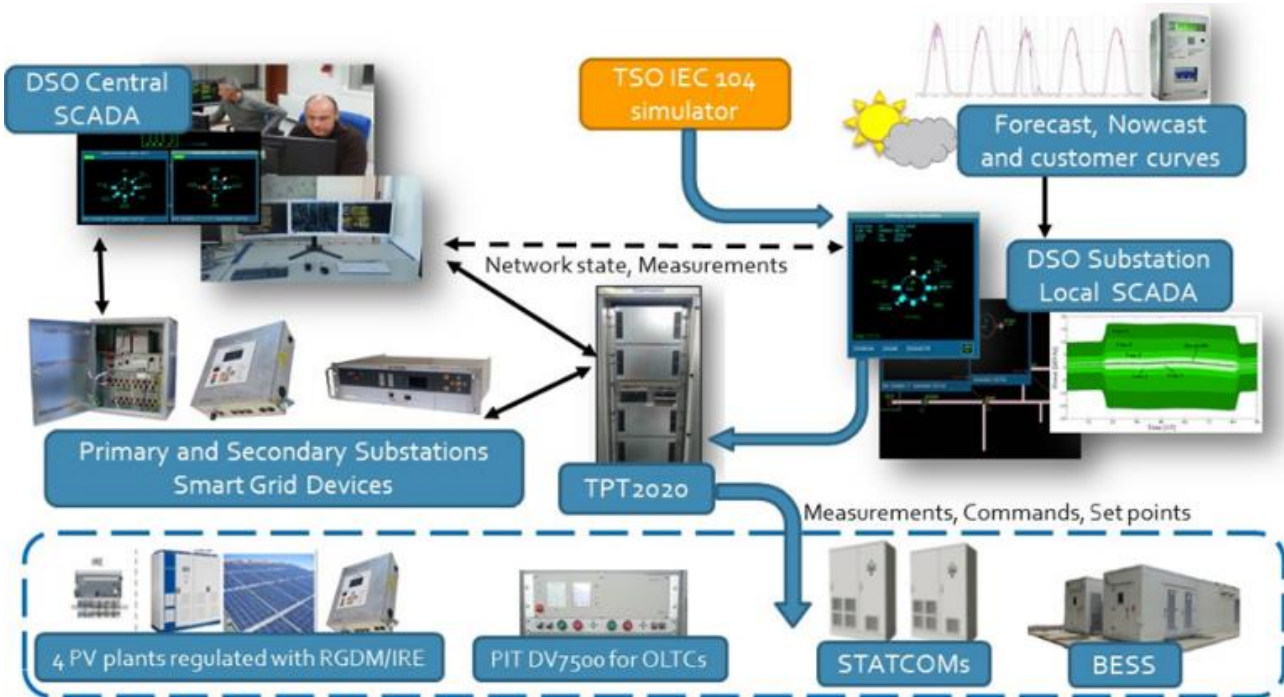 DSO Central
SCADA
TSO IEC 104
simulator
Forecast, Nowcast
and customer curves
Network state, Measurements
DSO Substation
Local SCADA
Primary and Secondary Substations
Smart Grid Devices
TPT2020
Measurements, Commands, Set points
IRE
4 PV plants regulated with RGDM/IRE
PIT DV7500 for OLTCs
STATCOMs
BESS